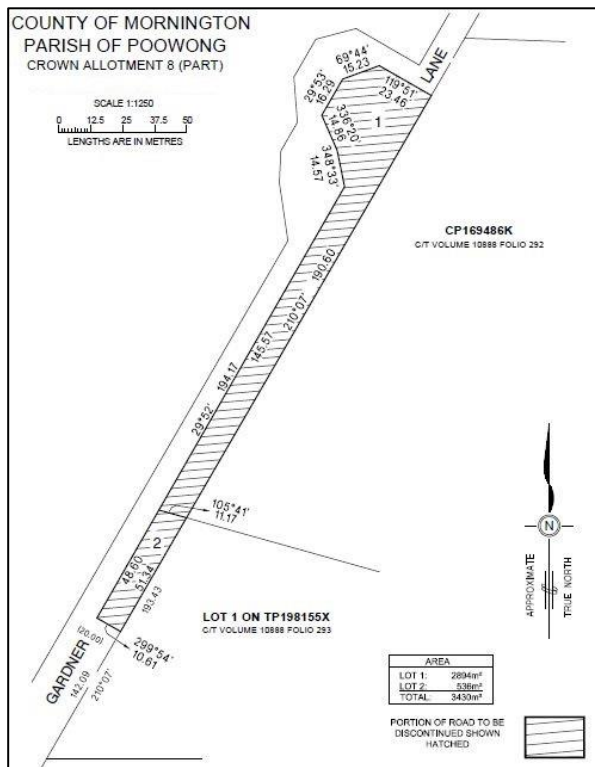 COUNTY OF MORNINGTON
PARISH OF POOWONG
CROWN ALLOTMENT 8 (PART)
SCALE 1:1250
0 12.5 25 37.5 50
LENGTHS ARE IN METRES
LANE
69°44'
15.23
29°53'
16.29
119°51'
23.46
1
336°20'
14.86
348°33'
14.57
CP169486K
C/T VOLUME 10888 FOLIO 292
190.60
210°07'
145.57
194.17
29°52'
105°41'
11.17
2
48.60
51.34
193.43
LOT 1 ON TP198155X
C/T VOLUME 10888 FOLIO 293
(20.00)
299°54'
10.61
GARDNER
142.09
210°07'
N
APPROXIMATE
TRUE NORTH
AREA
LOT 1: 2894m²
LOT 2: 536m²
TOTAL: 3430m²
PORTION OF ROAD TO BE
DISCONTINUED SHOWN
HATCHED